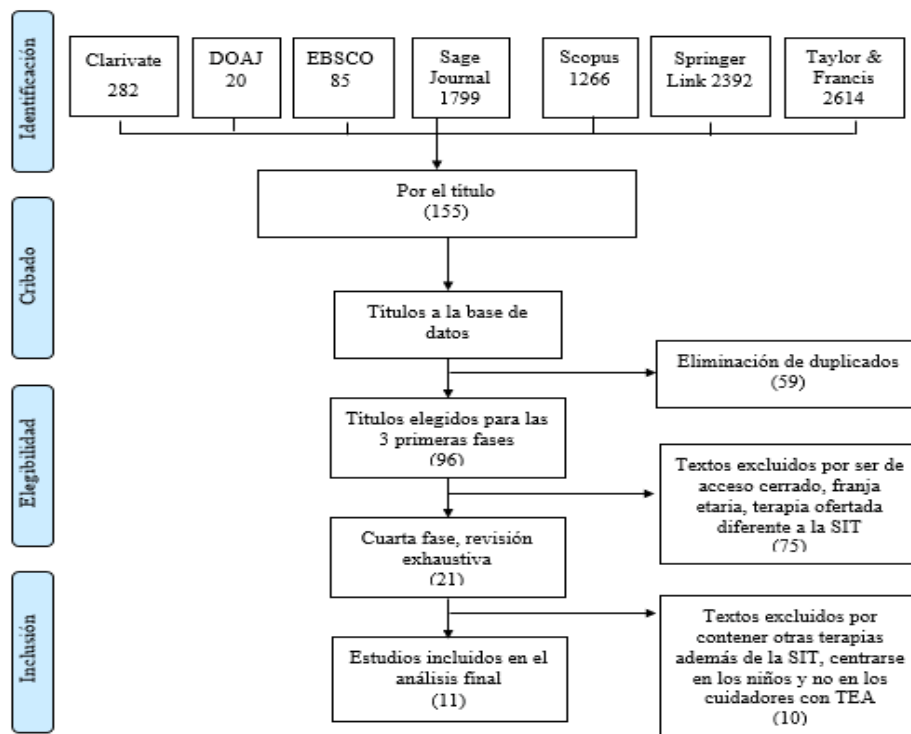 Identificación
Clarivate
282
DOAJ
20
EBSCO
85
Sage
Journal
1799
Scopus
1266
Springer
Link 2392
Taylor &
Francis
2614
Por el título
(155)
Cribado
Títulos a la base de
datos
Eliminación de duplicados
(59)
Elegibilidad
Títulos elegidos para las
3 primeras fases
(96)
Textos excluidos por ser de
acceso cerrado, franja
etaria, terapia ofertada
diferente a la SIT
(75)
Cuarta fase, revisión
exhaustiva
(21)
Inclusión
Textos excluidos por
contener otras terapias
además de la SIT, centrarse
en los niños y no en los
cuidadores con TEA
(10)
Estudios incluidos en el
análisis final
(11)